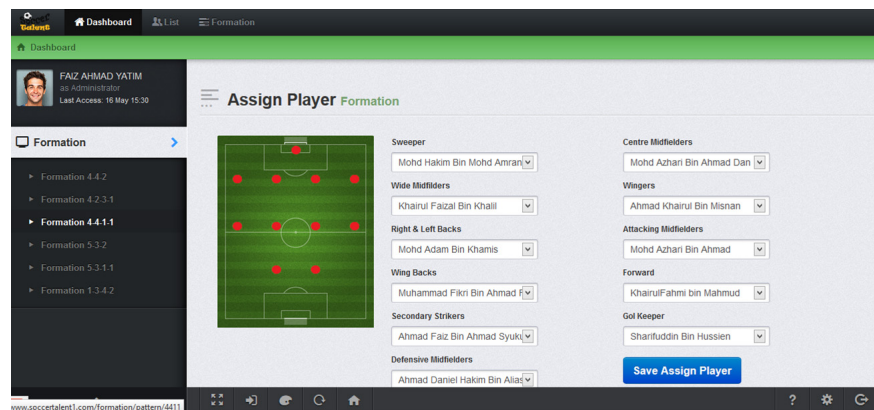 Soccer
Talent
Dashboard
List
Formation
Dashboard
FAIZ AHMAD YATIM
as Administrator
Last Access: 16 May 15:30
Formation
Formation 4-4-2
Formation 4-2-3-1
Formation 4-4-1-1
Formation 5-3-2
Formation 5-3-1-1
Formation 1-3-4-2
www.soccertalent1.com/formation/pattern/4411
Assign Player Formation
Sweeper
Mohd Hakim Bin Mohd Amran
Wide Midfilders
Khairul Faizal Bin Khalil
Right & Left Backs
Mohd Adam Bin Khamis
Wing Backs
Muhammad Fikri Bin Ahmad
Secondary Strikers
Ahmad Faiz Bin Ahmad Syuku
Defensive Midfielders
Ahmad Daniel Hakim Bin Alias
Centre Midfielders
Mohd Azhari Bin Ahmad Dan
Wingers
Ahmad Khairul Bin Misnan
Attacking Midfielders
Mohd Azhari Bin Ahmad
Forward
KhairulFahmi bin Mahmud
Gol Keeper
Sharifuddin Bin Hussien
Save Assign Player
?